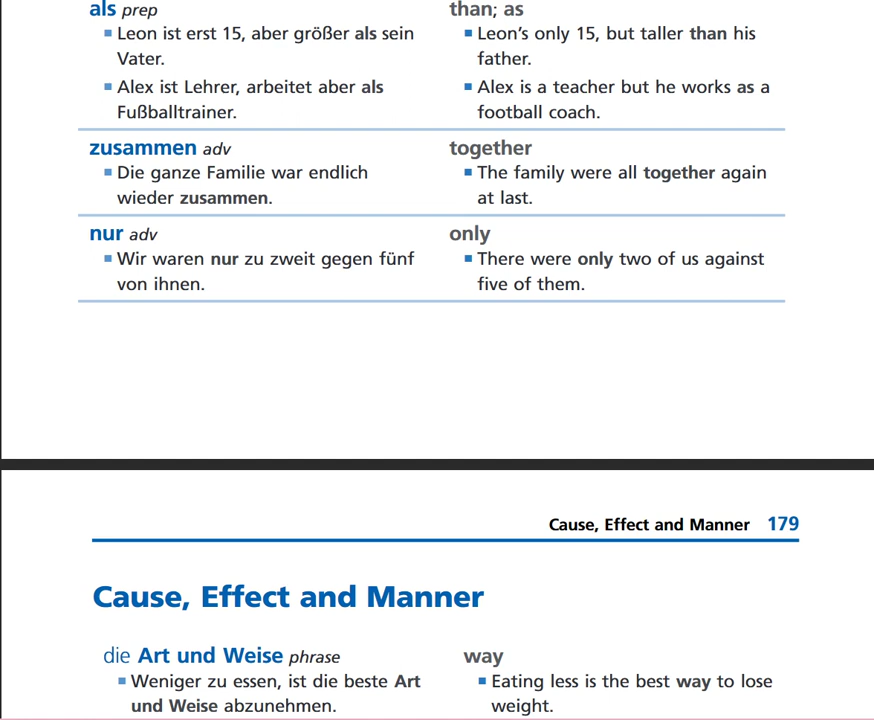 als prep
than; as
Leon ist erst 15, aber größer als sein
Vater.
Leon's only 15, but taller than his
father.
Alex ist Lehrer, arbeitet aber als
Fußballtrainer.
Alex is a teacher but he works as a
football coach.
zusammen adv
together
Die ganze Familie war endlich
wieder zusammen.
The family were all together again
at last.
nur adv
only
Wir waren nur zu zweit gegen fünf
von ihnen.
There were only two of us against
five of them.
Cause, Effect and Manner 179
Cause, Effect and Manner
die Art und Weise phrase
way
Weniger zu essen, ist die beste Art
und Weise abzunehmen.
Eating less is the best way to lose
weight.